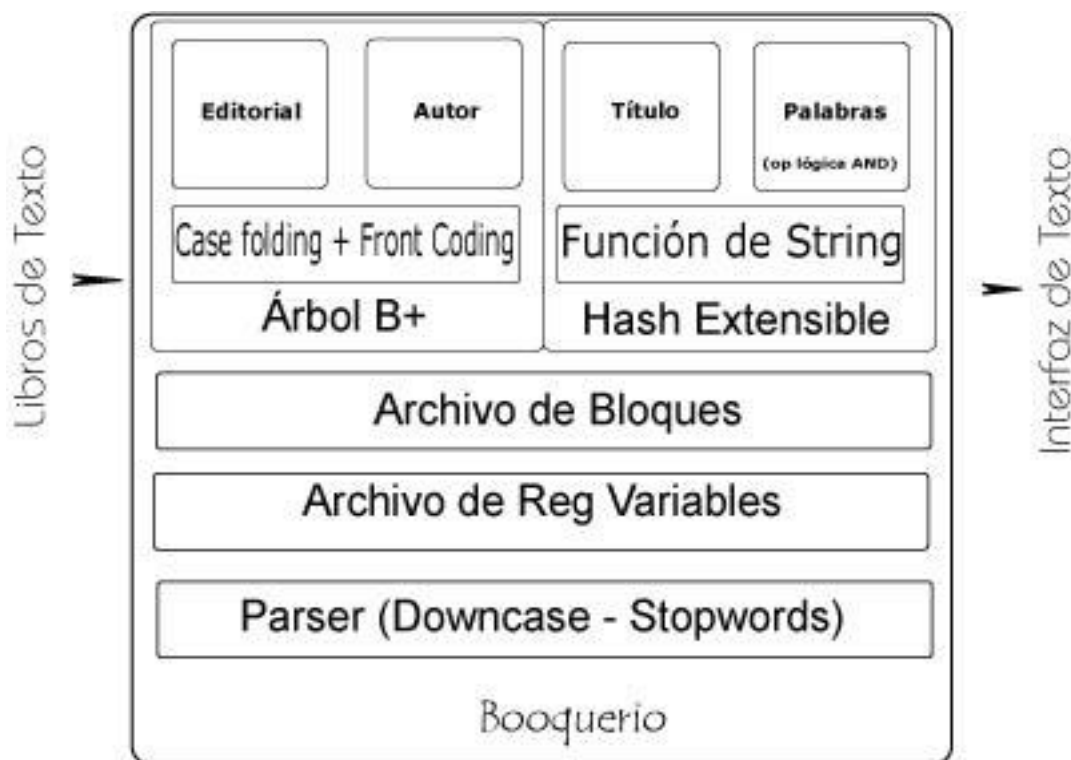 Libros de Texto
Editorial
Autor
Título
Palabras
(op lógica AND)
Case folding + Front Coding
Función de String
Árbol B+
Hash Extensible
Archivo de Bloques
Archivo de Reg Variables
Parser (Downcase - Stopwords)
Booquerio
Interfaz de Texto